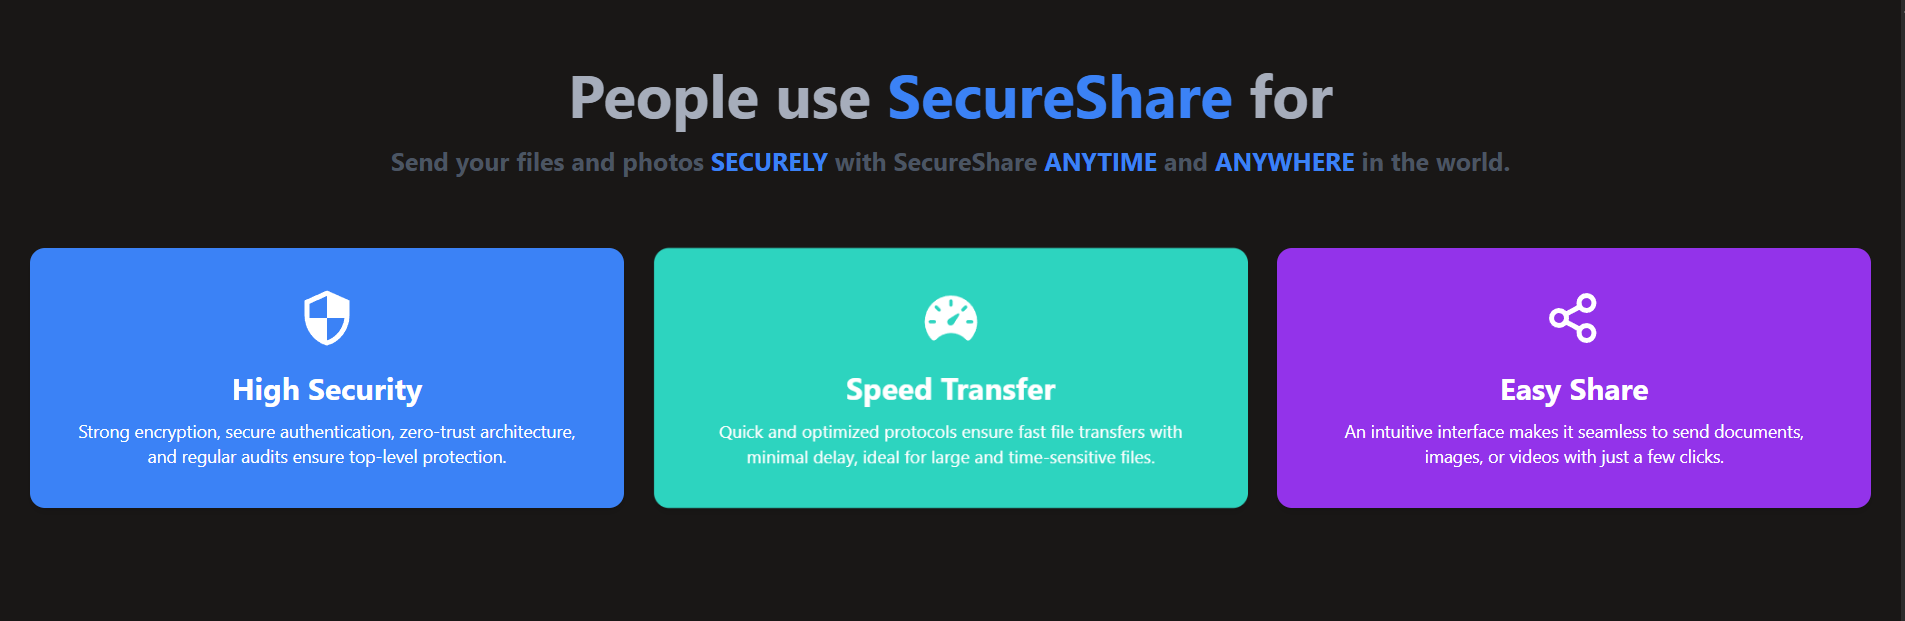 People use SecureShare for
Send your files and photos SECURELY with SecureShare ANYTIME and ANYWHERE in the world.
High Security
Strong encryption, secure authentication, zero-trust architecture,
and regular audits ensure top-level protection.
Speed Transfer
Quick and optimized protocols ensure fast file transfers with
minimal delay, ideal for large and time-sensitive files.
Easy Share
An intuitive interface makes it seamless to send documents,
images, or videos with just a few clicks.